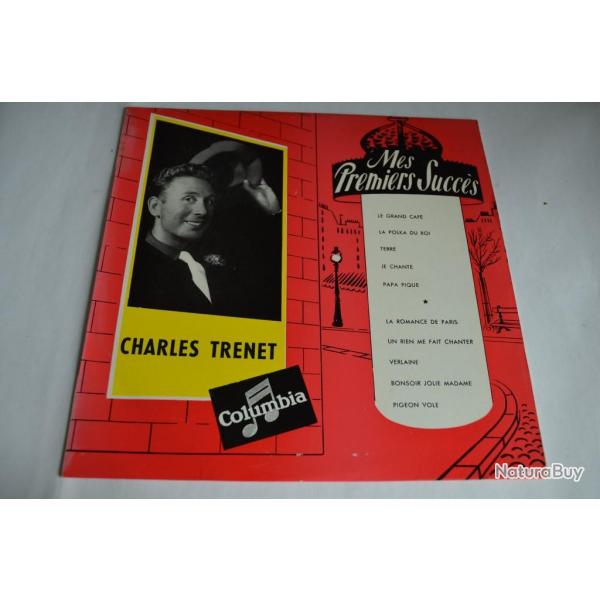 Mes
Premiers Succès
LE GRAND CAFÉ
LA POLKA DU ROI
TERRE
JE CHANTE
PAPA PIQUE
★
LA ROMANCE DE PARIS
UN RIEN ME FAIT CHANTER
VERLAINE
BONSOIR JOLIE MADAME
PIGEON VOLE
CHARLES TRENET
Columbia
NaturaBuy